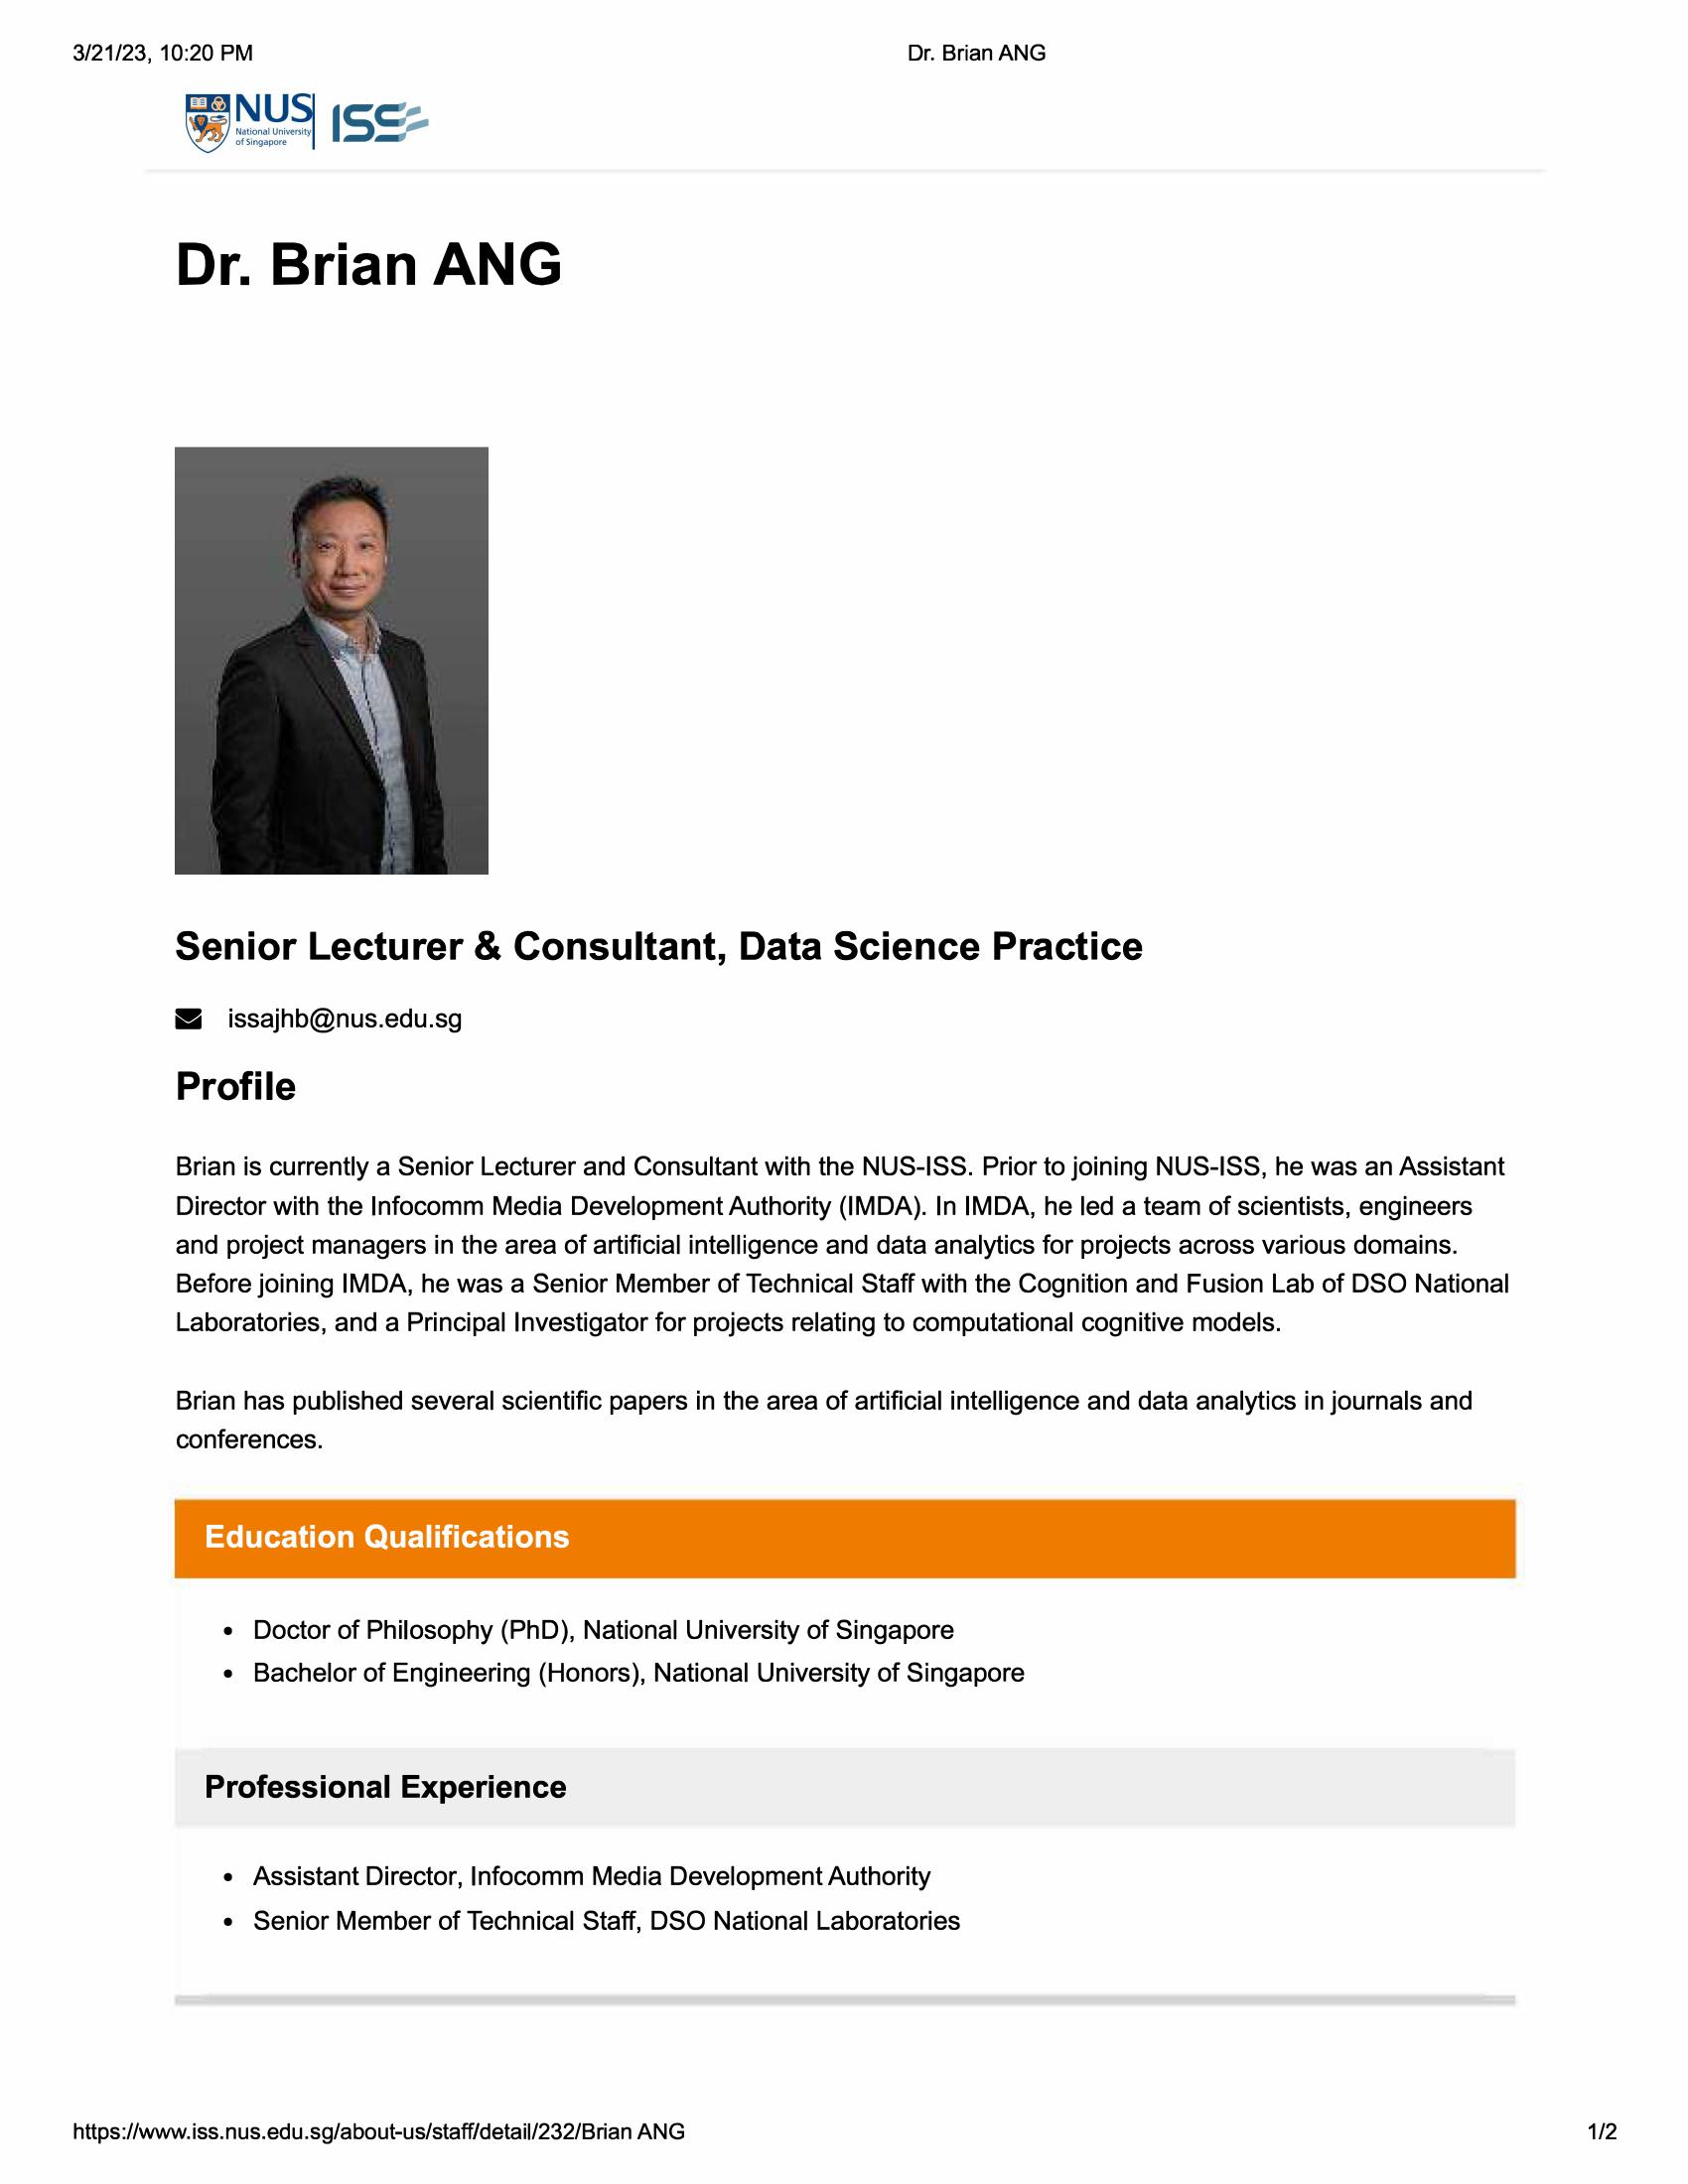 3/21/23, 10:20 PM
Dr. Brian ANG
NUS
National University
of Singapore
ISS
Dr. Brian ANG
Senior Lecturer & Consultant, Data Science Practice
issajhb@nus.edu.sg
Profile
Brian is currently a Senior Lecturer and Consultant with the NUS-ISS. Prior to joining NUS-ISS, he was an Assistant
Director with the Infocomm Media Development Authority (IMDA). In IMDA, he led a team of scientists, engineers
and project managers in the area of artificial intelligence and data analytics for projects across various domains.
Before joining IMDA, he was a Senior Member of Technical Staff with the Cognition and Fusion Lab of DSO National
Laboratories, and a Principal Investigator for projects relating to computational cognitive models.
Brian has published several scientific papers in the area of artificial intelligence and data analytics in journals and
conferences.
Education Qualifications
• Doctor of Philosophy (PhD), National University of Singapore
• Bachelor of Engineering (Honors), National University of Singapore
Professional Experience
• Assistant Director, Infocomm Media Development Authority
• Senior Member of Technical Staff, DSO National Laboratories
https://www.iss.nus.edu.sg/about-us/staff/detail/232/Brian ANG
1/2